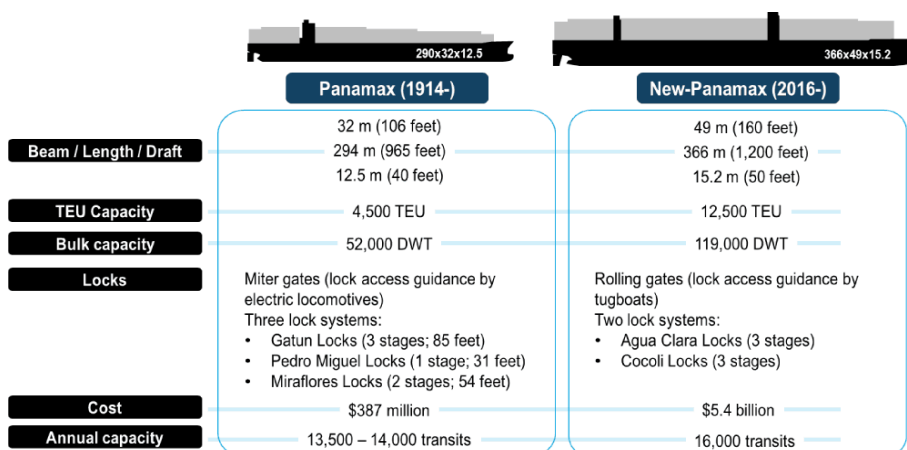 290x32x12.5
366x49x15.2
Panamax (1914-)
New-Panamax (2016-)
Beam / Length / Draft
32 m (106 feet)
294 m (965 feet)
12.5 m (40 feet)
49 m (160 feet)
366 m (1,200 feet)
15.2 m (50 feet)
TEU Capacity
4,500 TEU
12,500 TEU
Bulk capacity
52,000 DWT
119,000 DWT
Locks
Miter gates (lock access guidance by
electric locomotives)
Three lock systems:
• Gatun Locks (3 stages; 85 feet)
• Pedro Miguel Locks (1 stage; 31 feet)
• Miraflores Locks (2 stages; 54 feet)
Rolling gates (lock access guidance by
tugboats)
Two lock systems:
• Agua Clara Locks (3 stages)
• Cocoli Locks (3 stages)
Cost
$387 million
$5.4 billion
Annual capacity
13,500 – 14,000 transits
16,000 transits